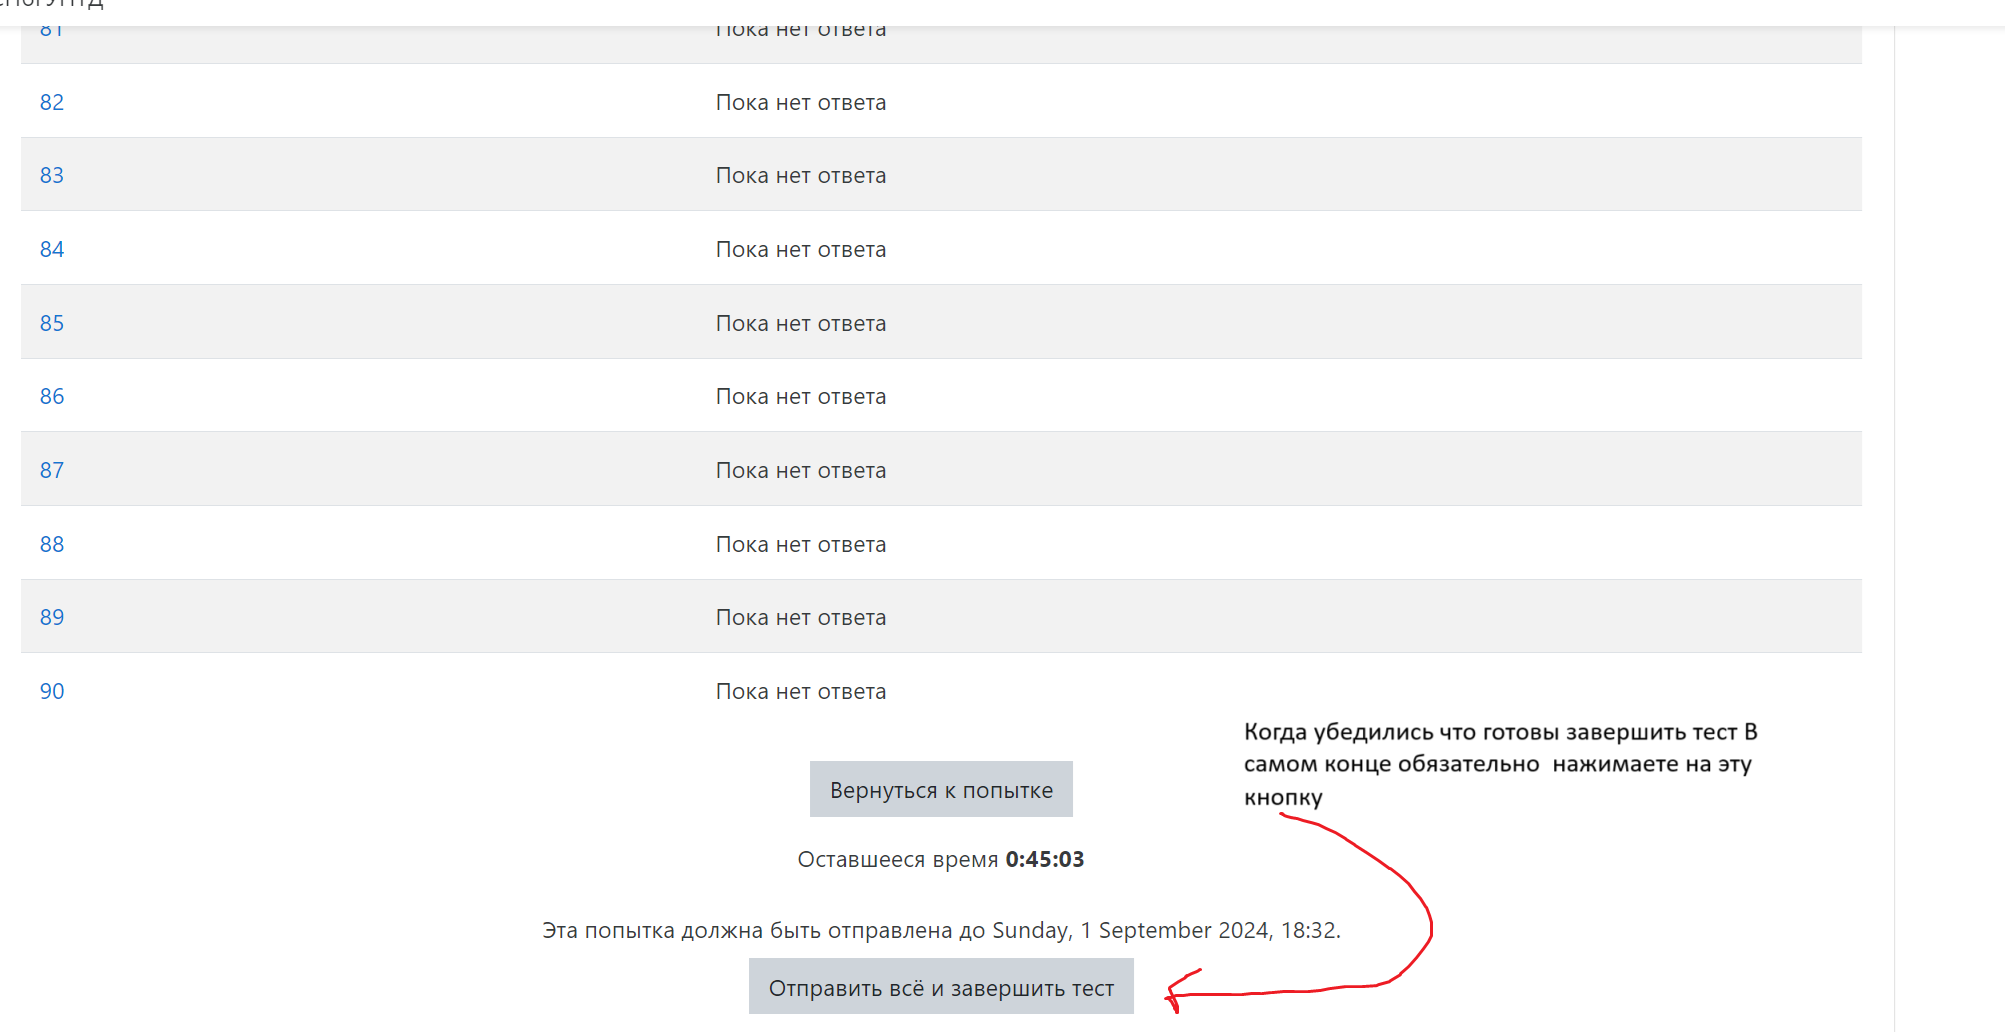 81 Пока нет ответа
82 Пока нет ответа
83 Пока нет ответа
84 Пока нет ответа
85 Пока нет ответа
86 Пока нет ответа
87 Пока нет ответа
88 Пока нет ответа
89 Пока нет ответа
90 Пока нет ответа
Когда убедились что готовы завершить тест В
самом конце обязательно нажимаете на эту
кнопку
Вернуться к попытке
Оставшееся время 0:45:03
Эта попытка должна быть отправлена до Sunday, 1 September 2024, 18:32.
Отправить всё и завершить тест